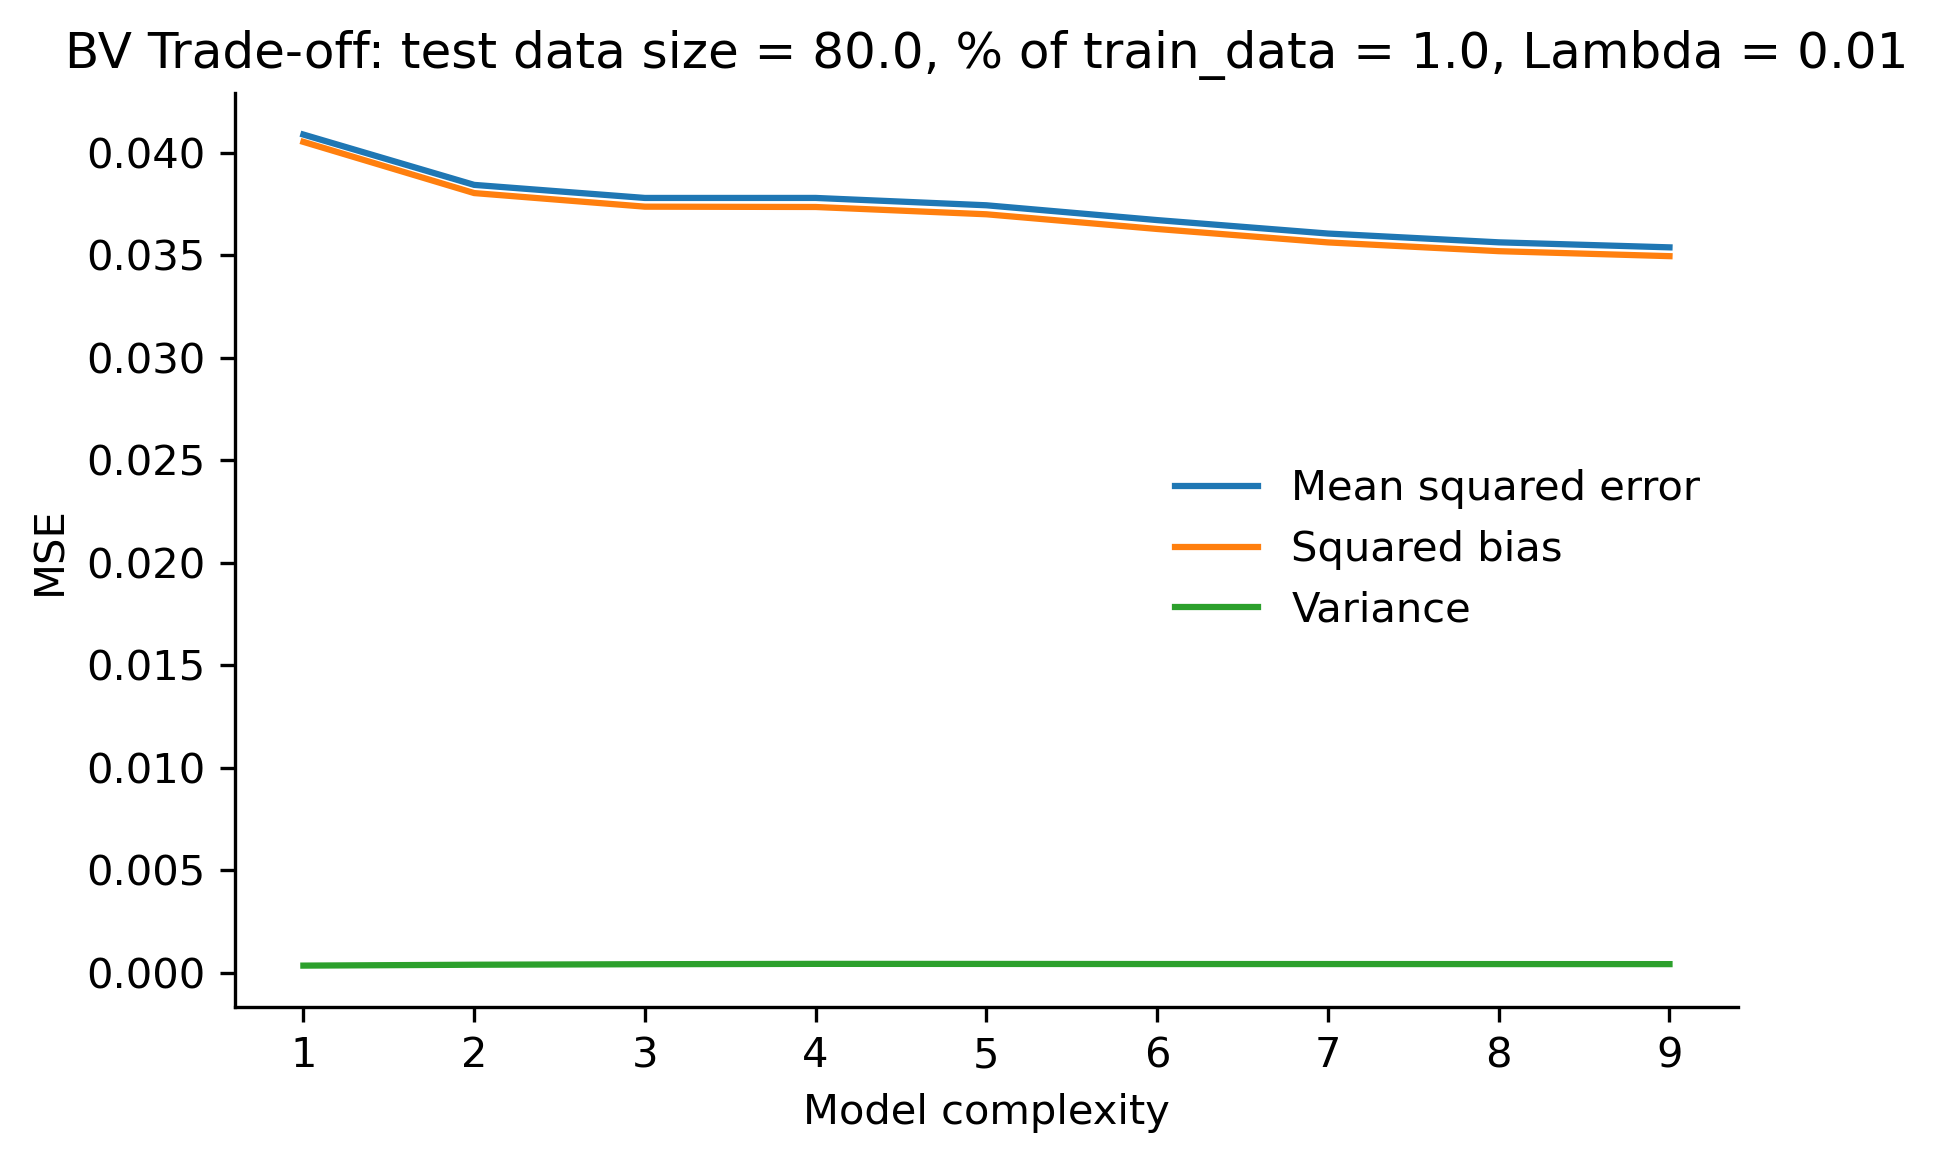 BV Trade-off: test data size = 80.0, % of train_data = 1.0, Lambda = 0.01
0.040
0.035
0.030
0.025
0.020
0.015
0.010
0.005
0.000
MSE
Mean squared error
Squared bias
Variance
1 2 3 4 5 6 7 8 9
Model complexity